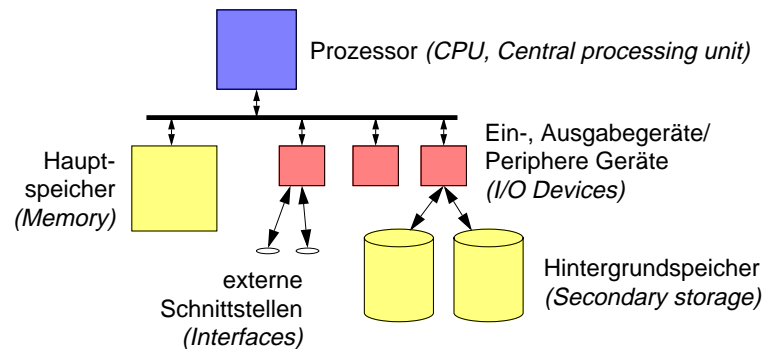 Prozessor (CPU, Central processing unit)
Haupt-
speicher
(Memory)
Ein-, Ausgabegeräte/
Periphere Geräte
(I/O Devices)
externe
Schnittstellen
(Interfaces)
Hintergrundspeicher
(Secondary storage)